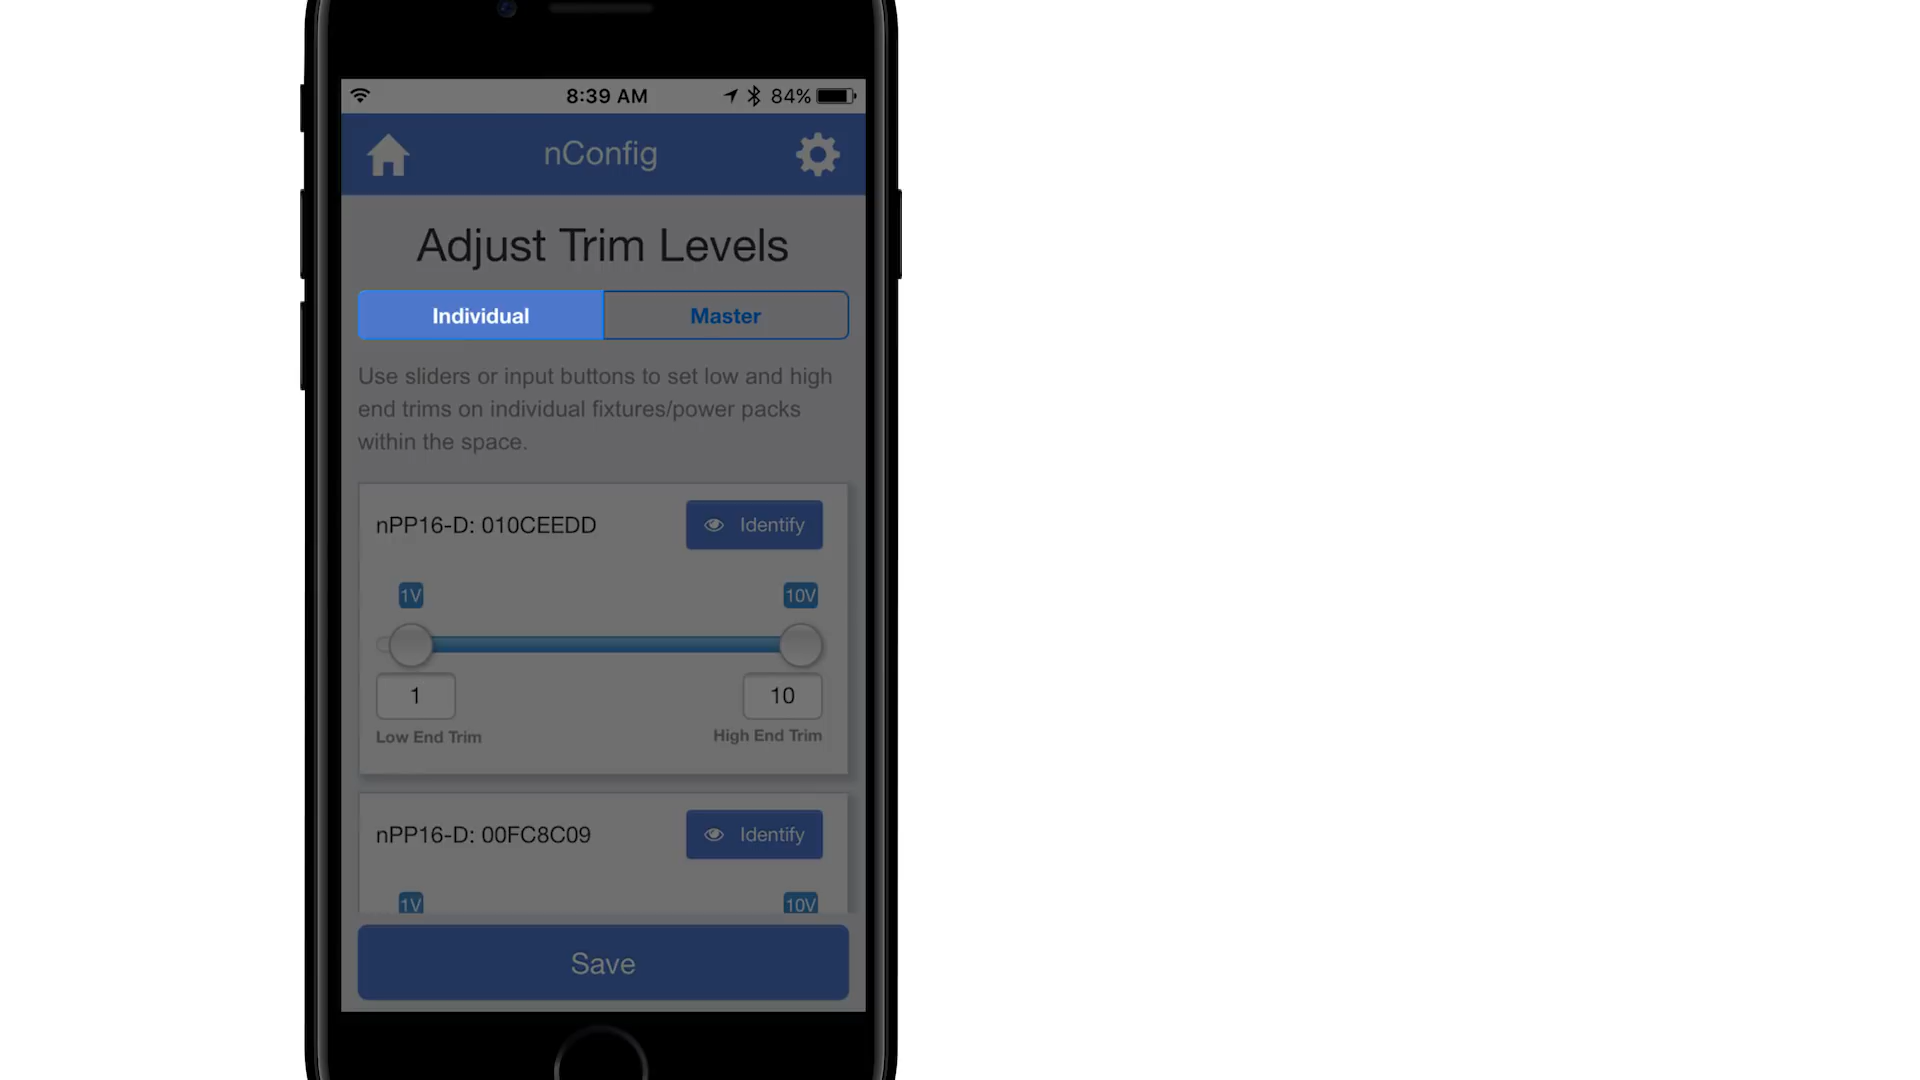 8:39 AM 84%
nConfig
Adjust Trim Levels
Individual Master
Use sliders or input buttons to set low and high
end trims on individual fixtures/power packs
within the space.
nPP16-D: 010CEEDD Identify
1V 10V
1 10
Low End Trim High End Trim
nPP16-D: 00FC8C09 Identify
1V 10V
Save